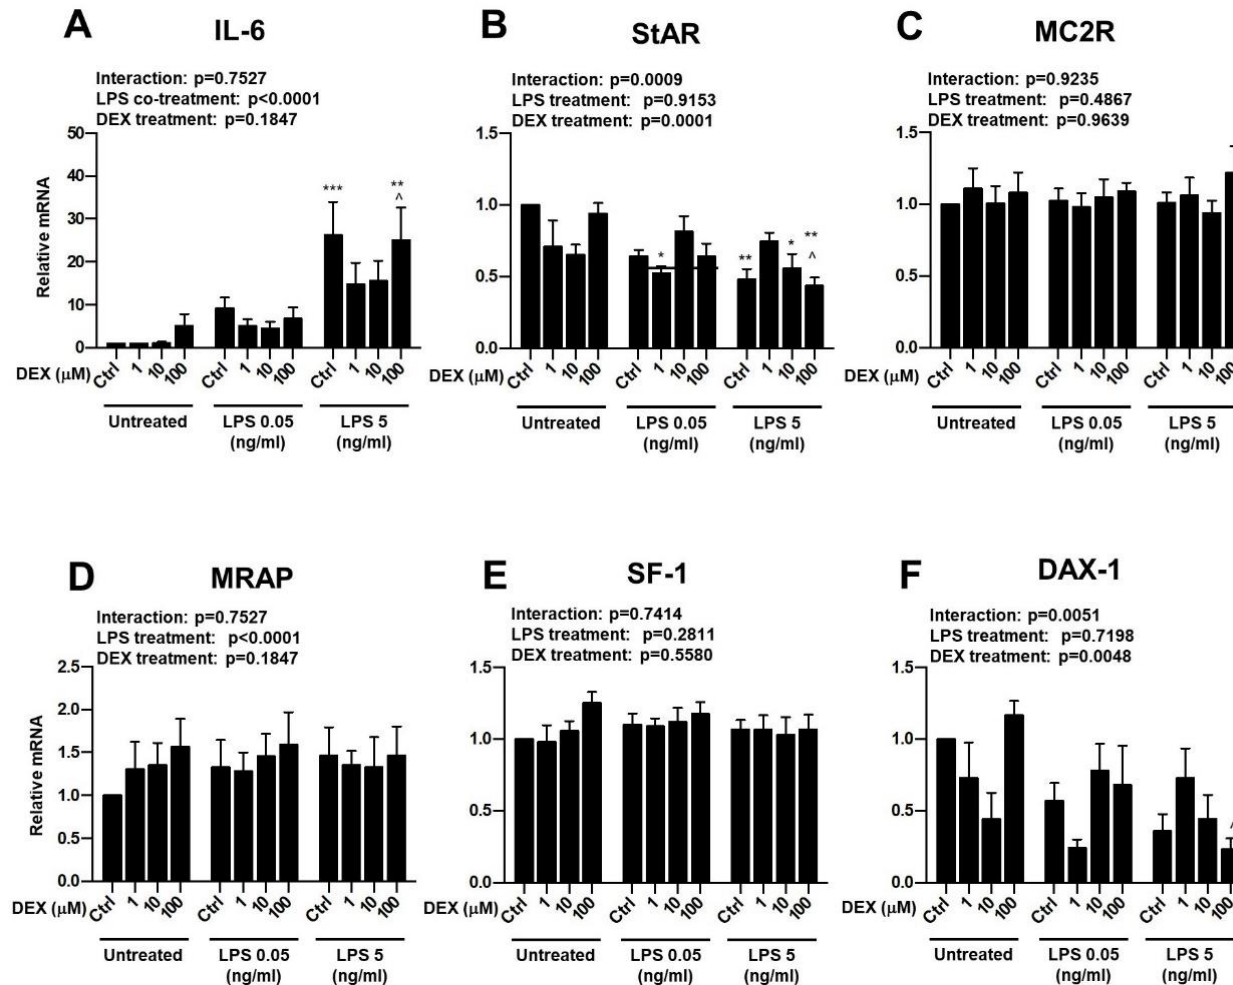 A
IL-6
Interaction: p=0.7527
LPS co-treatment: p<0.0001
DEX treatment: p=0.1847
Relative mRNA
50
40
30
20
10
0
***
**
^
DEX (µM)
Ctrl 1 10 100 Ctrl 1 10 100 Ctrl 1 10 100
Untreated LPS 0.05 LPS 5
(ng/ml) (ng/ml)
B
StAR
Interaction: p=0.0009
LPS treatment: p=0.9153
DEX treatment: p=0.0001
1.5
1.0
0.5
0.0
*
**
*
**
^
DEX (µM)
Ctrl 1 10 100 Ctrl 1 10 100 Ctrl 1 10 100
Untreated LPS 0.05 LPS 5
(ng/ml) (ng/ml)
C
MC2R
Interaction: p=0.9235
LPS treatment: p=0.4867
DEX treatment: p=0.9639
1.5
1.0
0.5
0.0
DEX (µM)
Ctrl 1 10 100 Ctrl 1 10 100 Ctrl 1 10 100
Untreated LPS 0.05 LPS 5
(ng/ml) (ng/ml)
D
MRAP
Interaction: p=0.7527
LPS treatment: p<0.0001
DEX treatment: p=0.1847
Relative mRNA
2.5
2.0
1.5
1.0
0.5
0.0
DEX (µM)
Ctrl 1 10 100 Ctrl 1 10 100 Ctrl 1 10 100
Untreated LPS 0.05 LPS 5
(ng/ml) (ng/ml)
E
SF-1
Interaction: p=0.7414
LPS treatment: p=0.2811
DEX treatment: p=0.5580
1.5
1.0
0.5
0.0
DEX (µM)
Ctrl 1 10 100 Ctrl 1 10 100 Ctrl 1 10 100
Untreated LPS 0.05 LPS 5
(ng/ml) (ng/ml)
F
DAX-1
Interaction: p=0.0051
LPS treatment: p=0.7198
DEX treatment: p=0.0048
1.5
1.0
0.5
0.0
^
DEX (µM)
Ctrl 1 10 100 Ctrl 1 10 100 Ctrl 1 10 100
Untreated LPS 0.05 LPS 5
(ng/ml) (ng/ml)